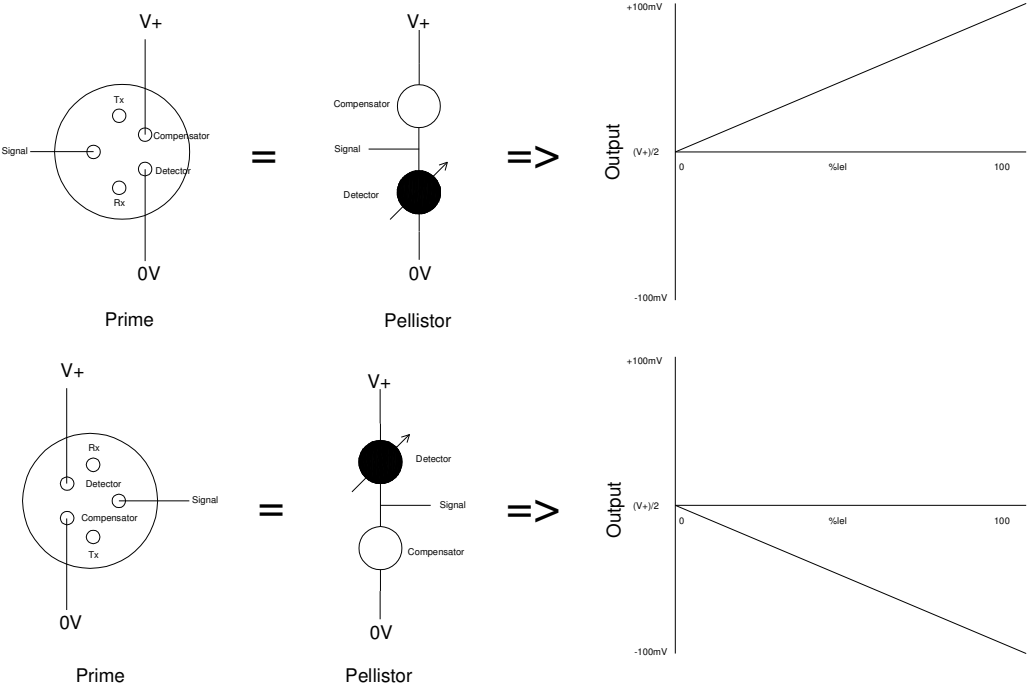 V+
Tx
Compensator
Signal
Detector
Rx
0V
Prime
=
V+
Compensator
Signal
Detector
0V
Pellistor
=>
+100mV
Output
(V+)/2
0
%lel
100
-100mV
V+
Rx
Detector
Signal
Compensator
Tx
0V
Prime
=
V+
Detector
Signal
Compensator
0V
Pellistor
=>
+100mV
Output
(V+)/2
0
%lel
100
-100mV